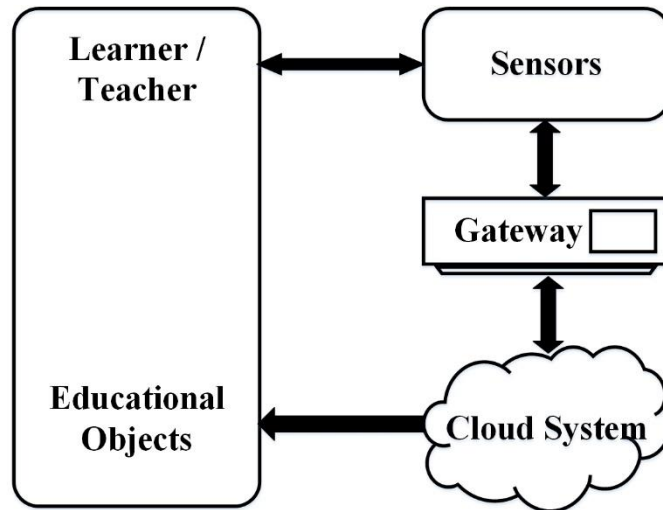 Learner /
Teacher
Sensors
Gateway
Educational
Objects
Cloud System